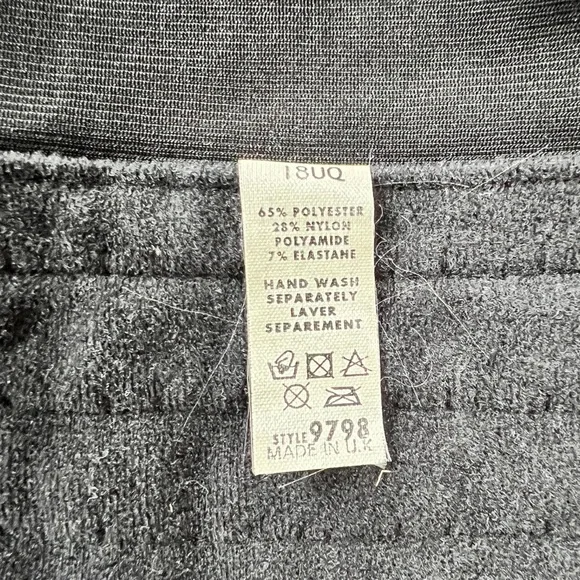 18UQ
65% POLYESTER
28% NYLON
POLYAMIDE
7% ELASTANE
HAND WASH
SEPARATELY
LAVER
SEPAREMENT
STYLE 9798
MADE IN U.K